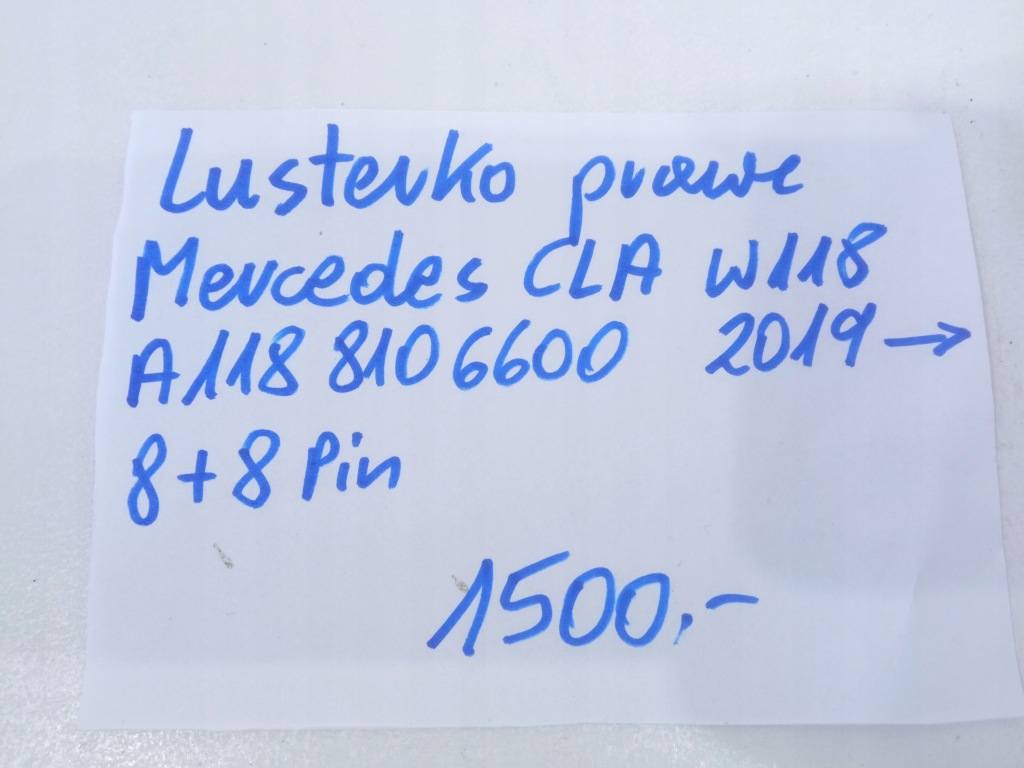 Lusterko prawe
Mercedes CLA W118
A118 810 6600 2019 →
8+8 Pin
1500.-